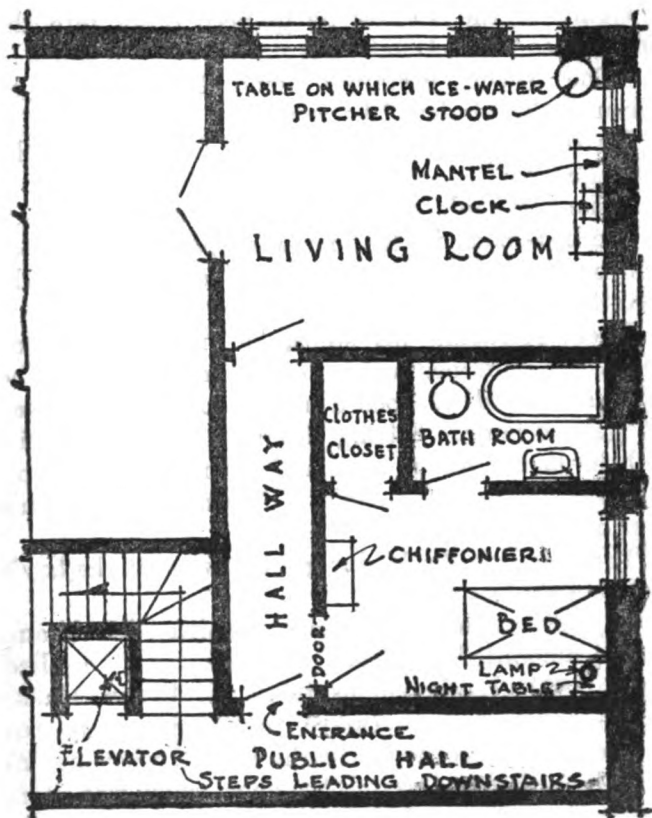 TABLE ON WHICH ICE-WATER
PITCHER STOOD
MANTEL
CLOCK
LIVING ROOM
CLOTHES
CLOSET
BATH ROOM
HALL WAY
CHIFFONIER
BED
DOOR
LAMP
NIGHT TABLE
ENTRANCE
ELEVATOR
PUBLIC HALL
STEPS LEADING DOWNSTAIRS